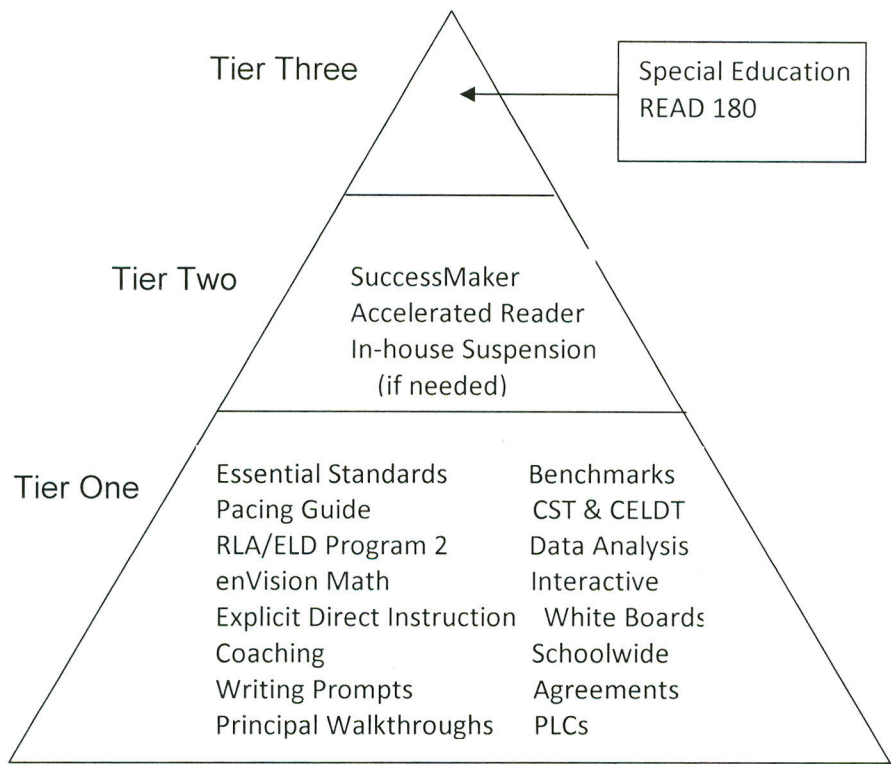 Tier Three
Special Education
READ 180
Tier Two
SuccessMaker
Accelerated Reader
In-house Suspension
(if needed)
Tier One
Essential Standards
Pacing Guide
RLA/ELD Program 2
enVision Math
Explicit Direct Instruction
Coaching
Writing Prompts
Principal Walkthroughs
Benchmarks
CST & CELDT
Data Analysis
Interactive
White Boards
Schoolwide
Agreements
PLCs